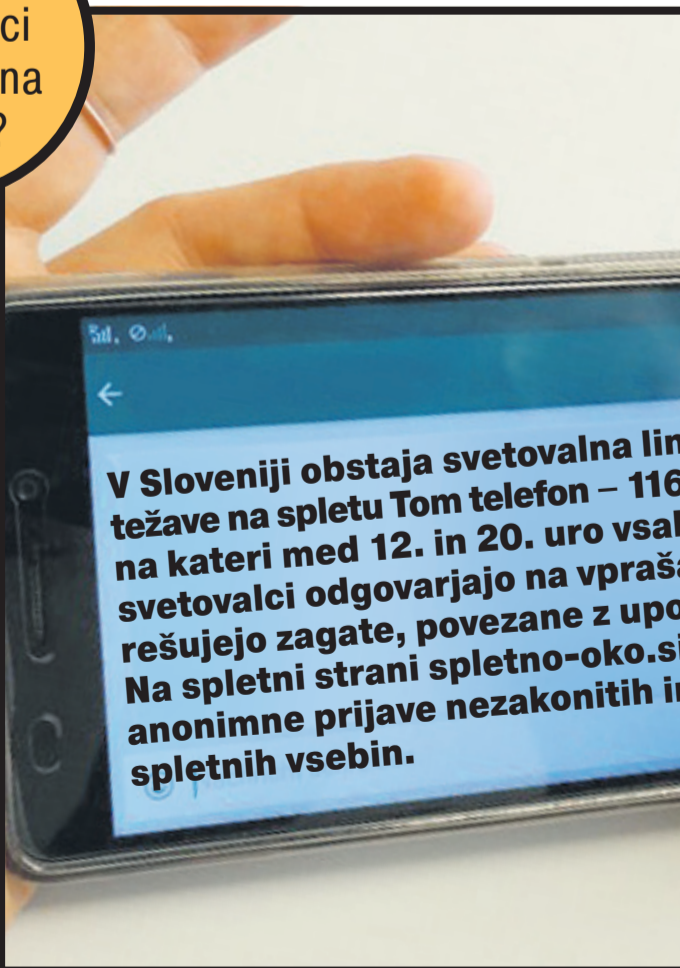 ci
na
?
V Sloveniji obstaja svetovalna lin
težave na spletu Tom telefon – 116
na kateri med 12. in 20. uro vsak
svetovalci odgovarjajo na vpraša
rešujejo zagate, povezane z upo
Na spletni strani spletno-oko.si
anonimne prijave nezakonitih in
spletnih vsebin.